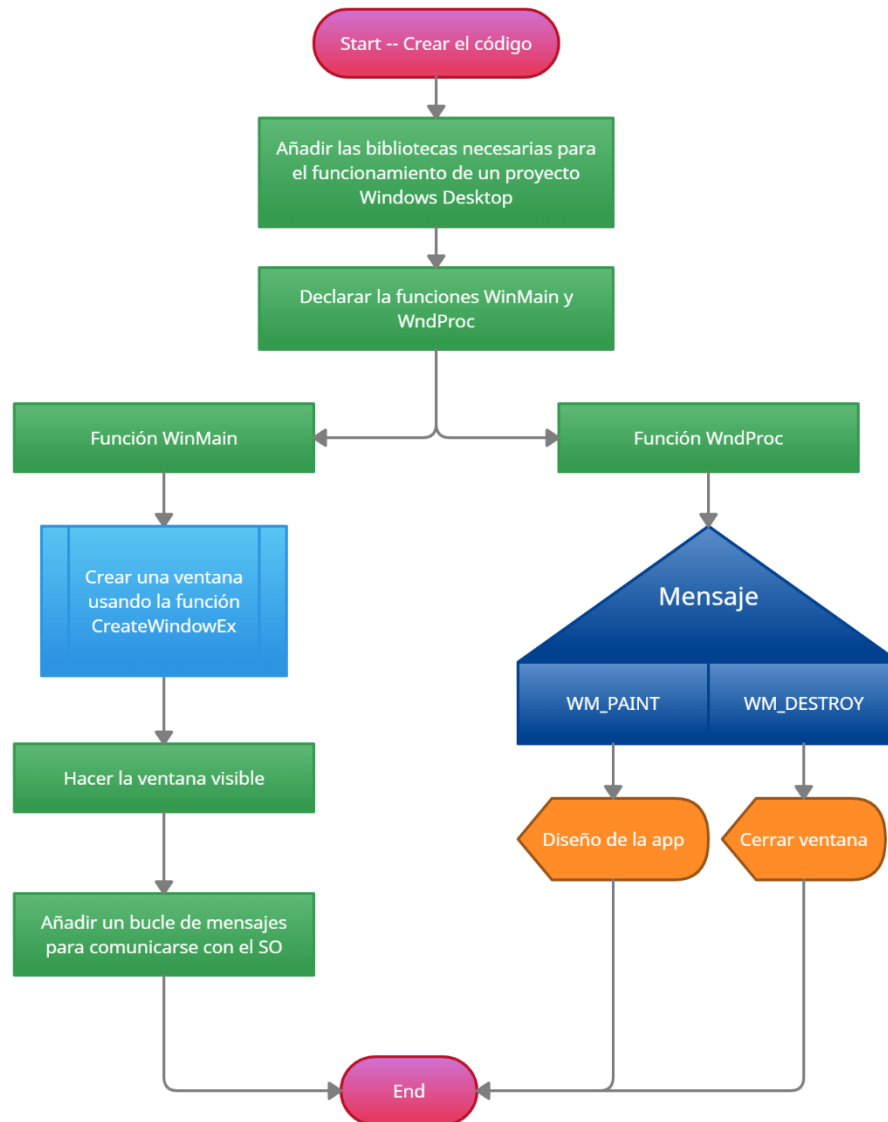 Start -- Crear el código
Añadir las bibliotecas necesarias para
el funcionamiento de un proyecto
Windows Desktop
Declarar la funciones WinMain y
WndProc
Función WinMain
Función WndProc
Crear una ventana
usando la función
CreateWindowEx
Mensaje
WM_PAINT
WM_DESTROY
Hacer la ventana visible
Diseño de la app
Cerrar ventana
Añadir un bucle de mensajes
para comunicarse con el SO
End